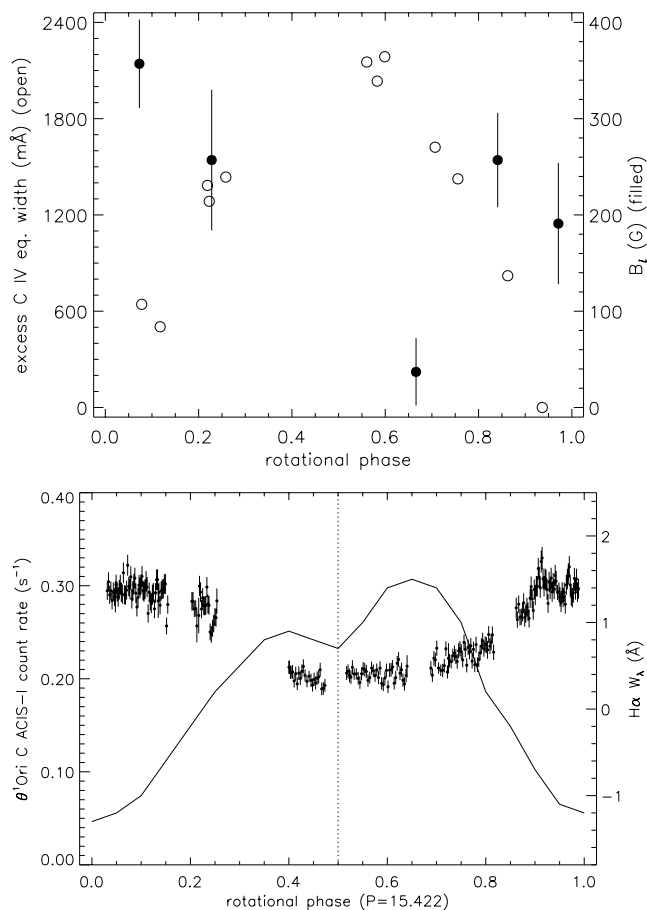 excess C IV eq. width (mÅ) (open)
2400
1800
1200
600
0
400
300
200
100
0
B_ℓ (G) (filled)
0.0 0.2 0.4 0.6 0.8 1.0
rotational phase
θ¹Ori C ACIS-I count rate (s⁻¹)
0.40
0.30
0.20
0.10
0.00
2
1
0
−1
Hα W_λ (Å)
0.0 0.2 0.4 0.6 0.8 1.0
rotational phase (P=15.422)